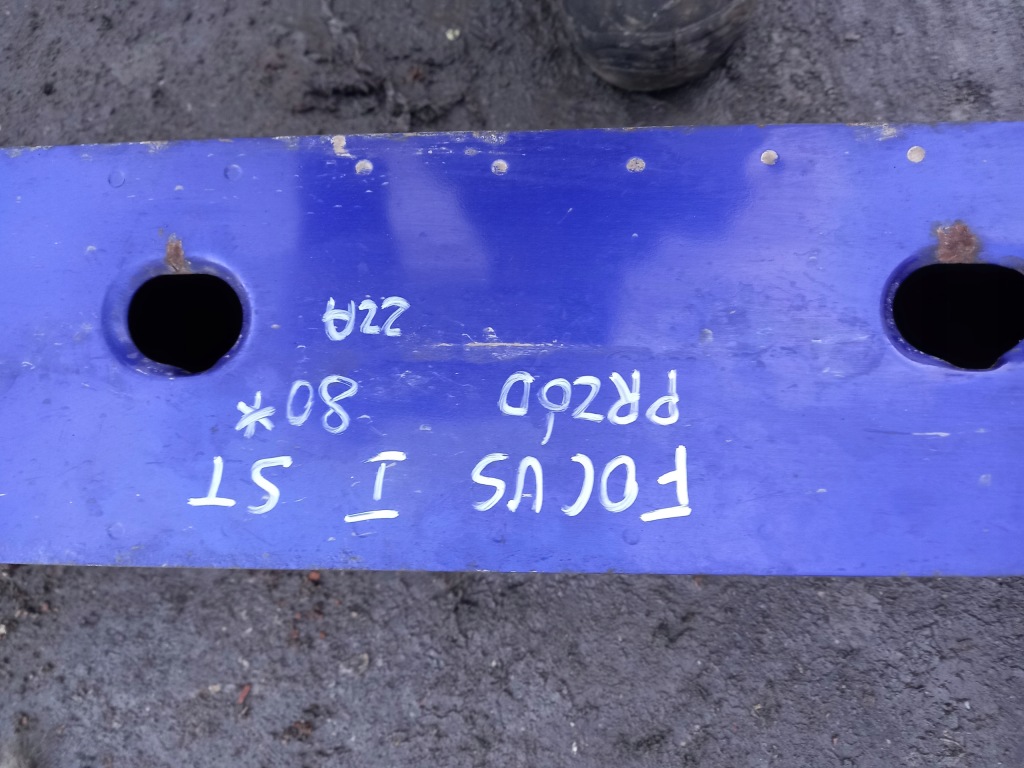 FOCUS I ST
PRZÓD 80*
22A